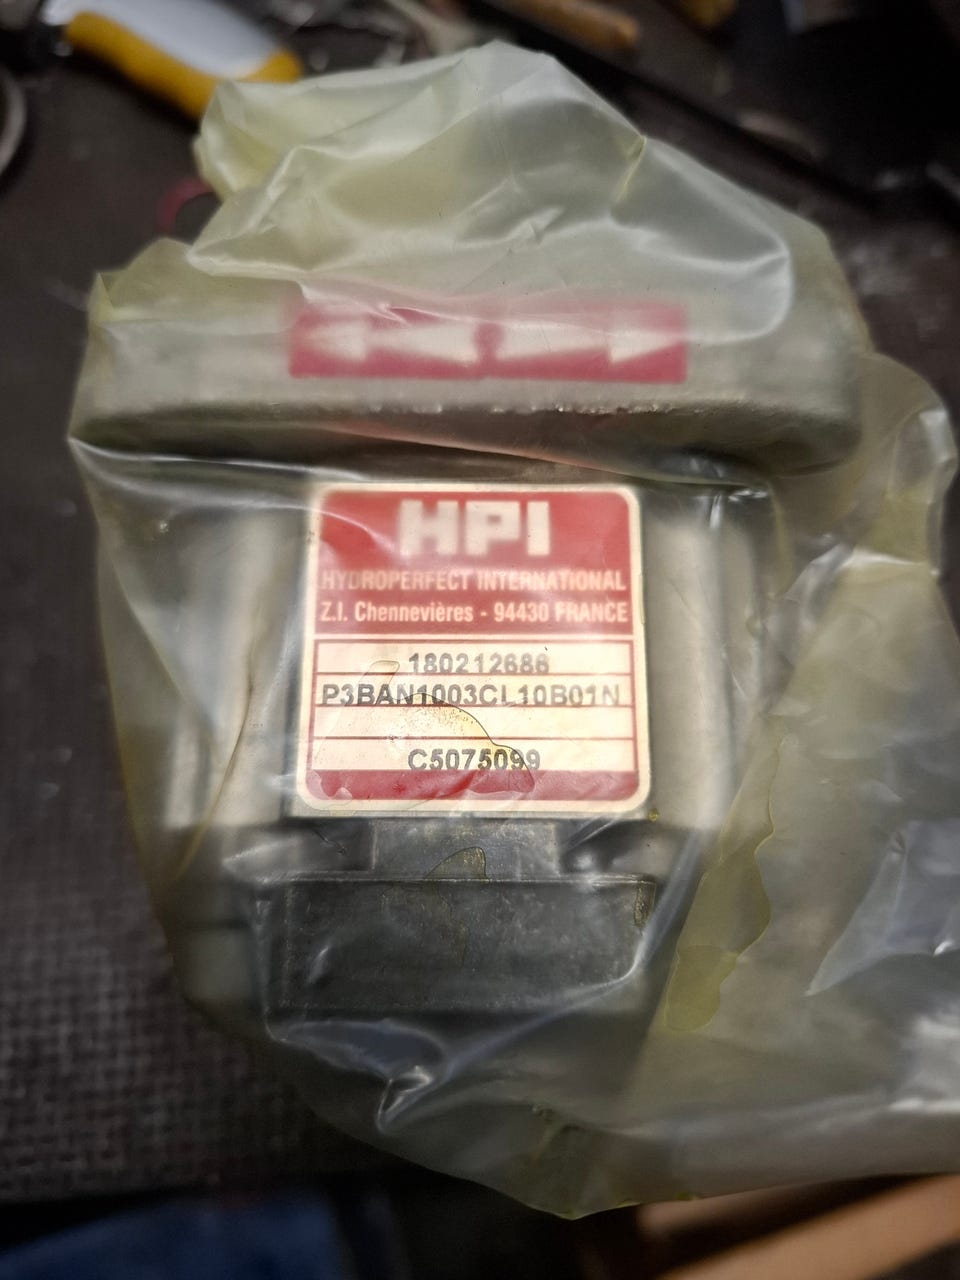 HPI
HYDROPERFECT INTERNATIONAL
Z.I. Chennevières - 94430 FRANCE
180212686
P3BAN1003CL10B01N
C5075099